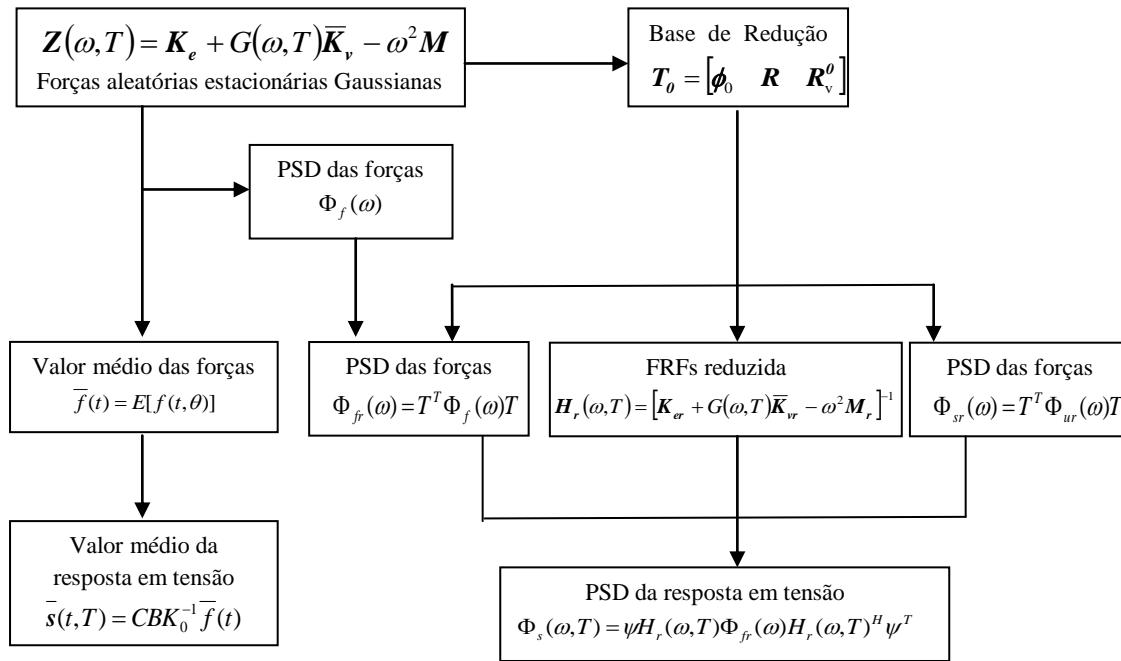 Z(ω,T) = K_e + G(ω,T)K̅_v − ω²M
Forças aleatórias estacionárias Gaussianas
Base de Redução
T_0 = [ϕ_0 R R_v^0]
PSD das forças
Φ_f(ω)
Valor médio das forças
f̅(t) = E[f(t,θ)]
PSD das forças
Φ_fr(ω) = T^T Φ_f(ω)T
FRFs reduzida
H_r(ω,T) = [K_er + G(ω,T)K̅_vr − ω²M_r]^-1
PSD das forças
Φ_sr(ω) = T^T Φ_ur(ω)T
Valor médio da
resposta em tensão
s̅(t,T) = CBK_0^-1 f̅(t)
PSD da resposta em tensão
Φ_s(ω,T) = ψH_r(ω,T)Φ_fr(ω)H_r(ω,T)^H ψ^T